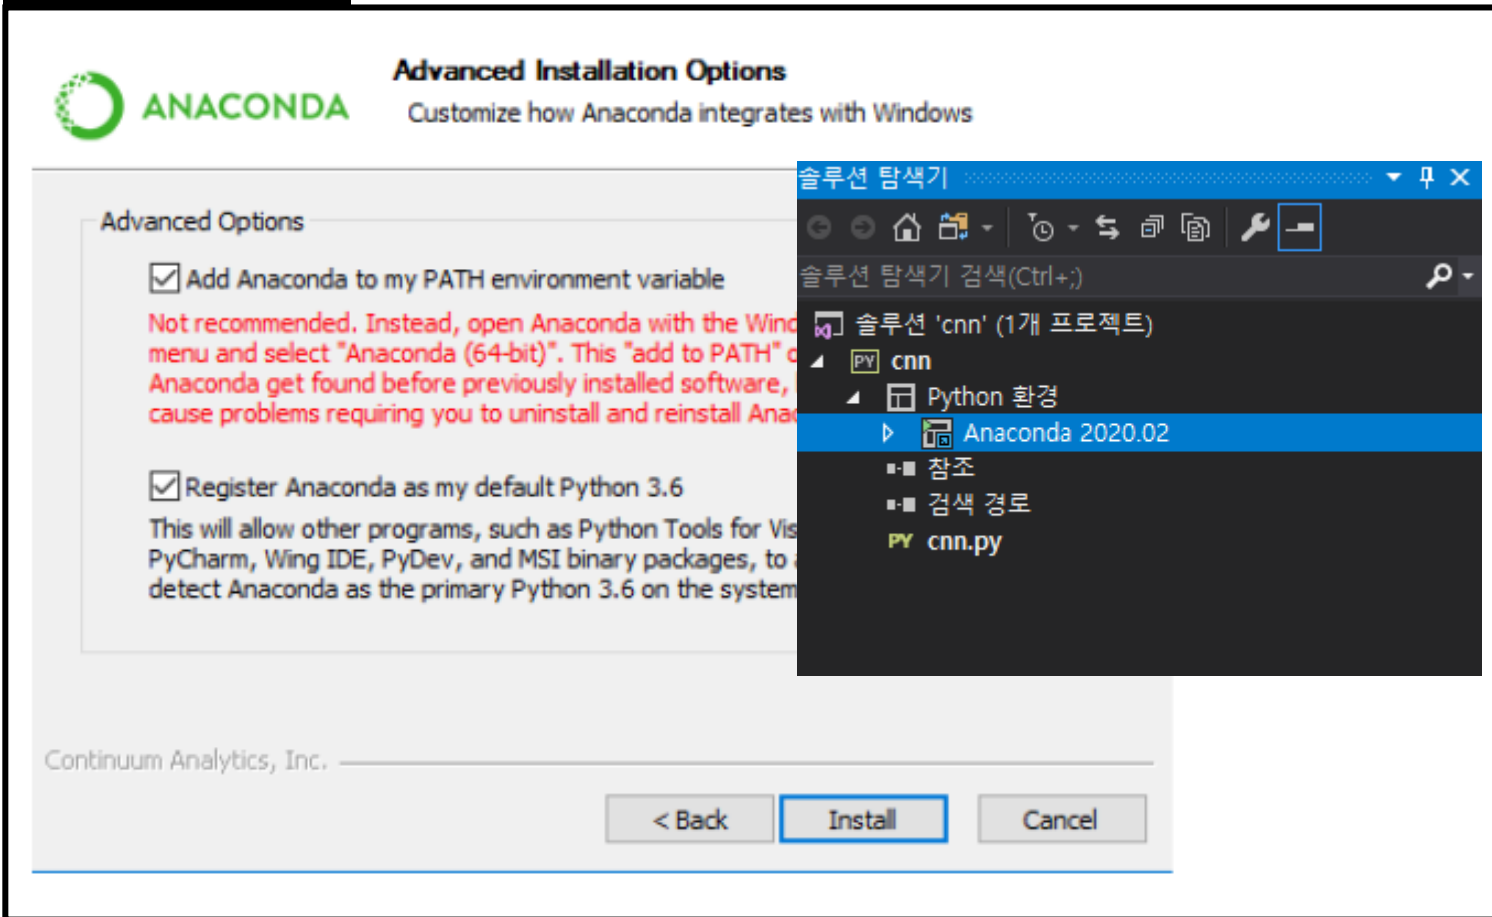 ANACONDA
Advanced Installation Options
Customize how Anaconda integrates with Windows
Advanced Options
Add Anaconda to my PATH environment variable
Not recommended. Instead, open Anaconda with the Wind
menu and select "Anaconda (64-bit)". This "add to PATH" o
Anaconda get found before previously installed software,
cause problems requiring you to uninstall and reinstall Anac
Register Anaconda as my default Python 3.6
This will allow other programs, such as Python Tools for Vis
PyCharm, Wing IDE, PyDev, and MSI binary packages, to a
detect Anaconda as the primary Python 3.6 on the system
Continuum Analytics, Inc.
< Back
Install
Cancel
솔루션 탐색기
솔루션 탐색기 검색(Ctrl+;)
솔루션 'cnn' (1개 프로젝트)
PY cnn
Python 환경
Anaconda 2020.02
참조
검색 경로
PY cnn.py